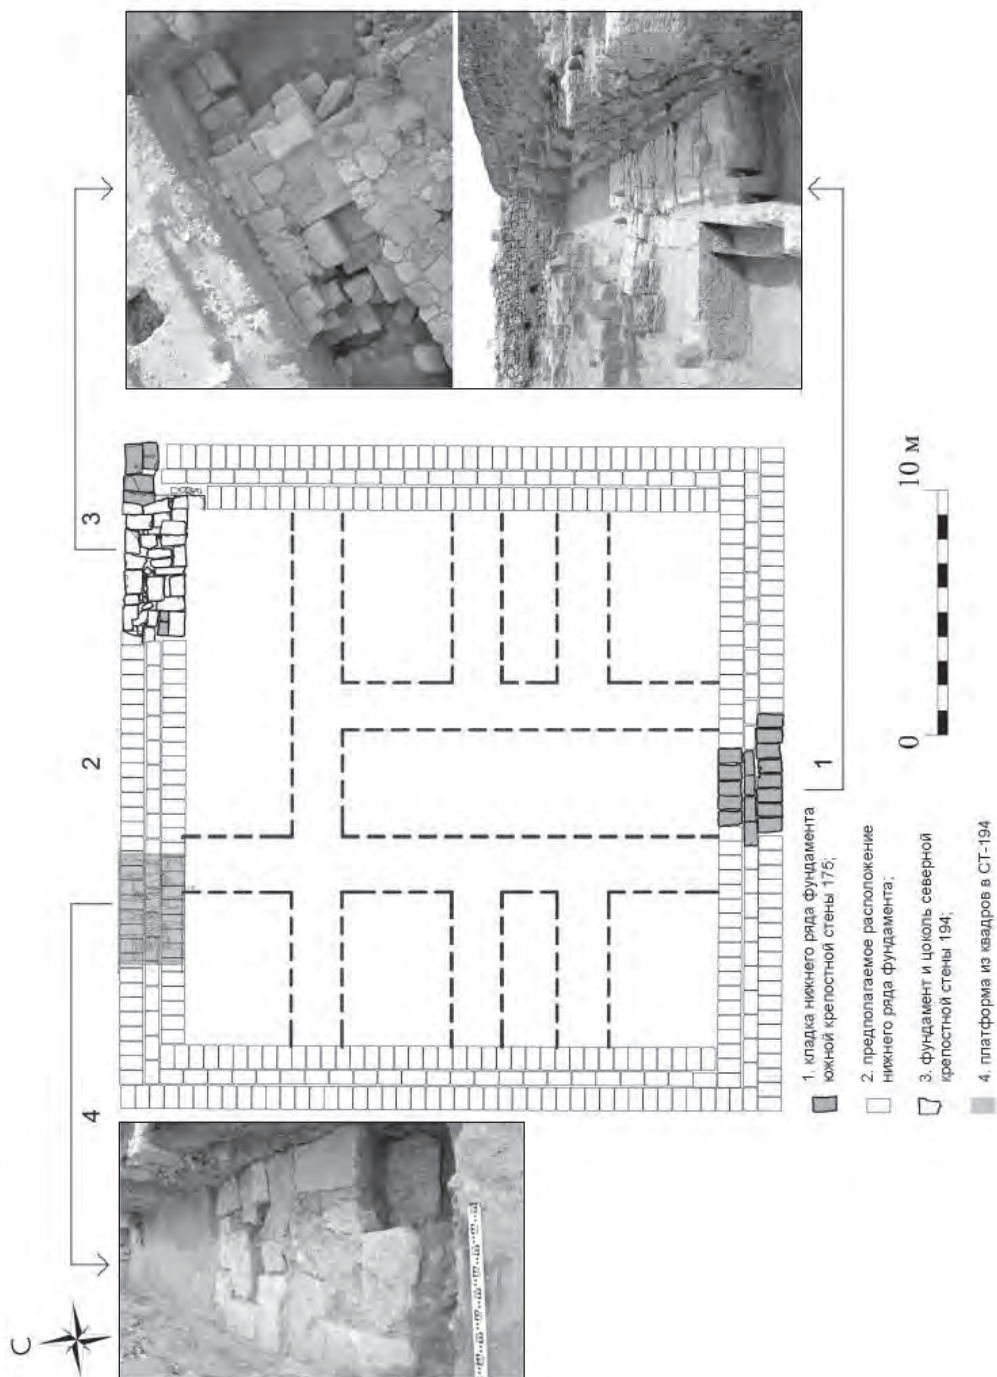 С
4
2
3
1
0
10 М
1. кладка нижнего ряда фундамента
южной крепостной стены 175;
2. предполагаемое расположение
нижнего ряда фундамента;
3. фундамент и цоколь северной
крепостной стены 194;
4. платформа из квадров в СТ-194